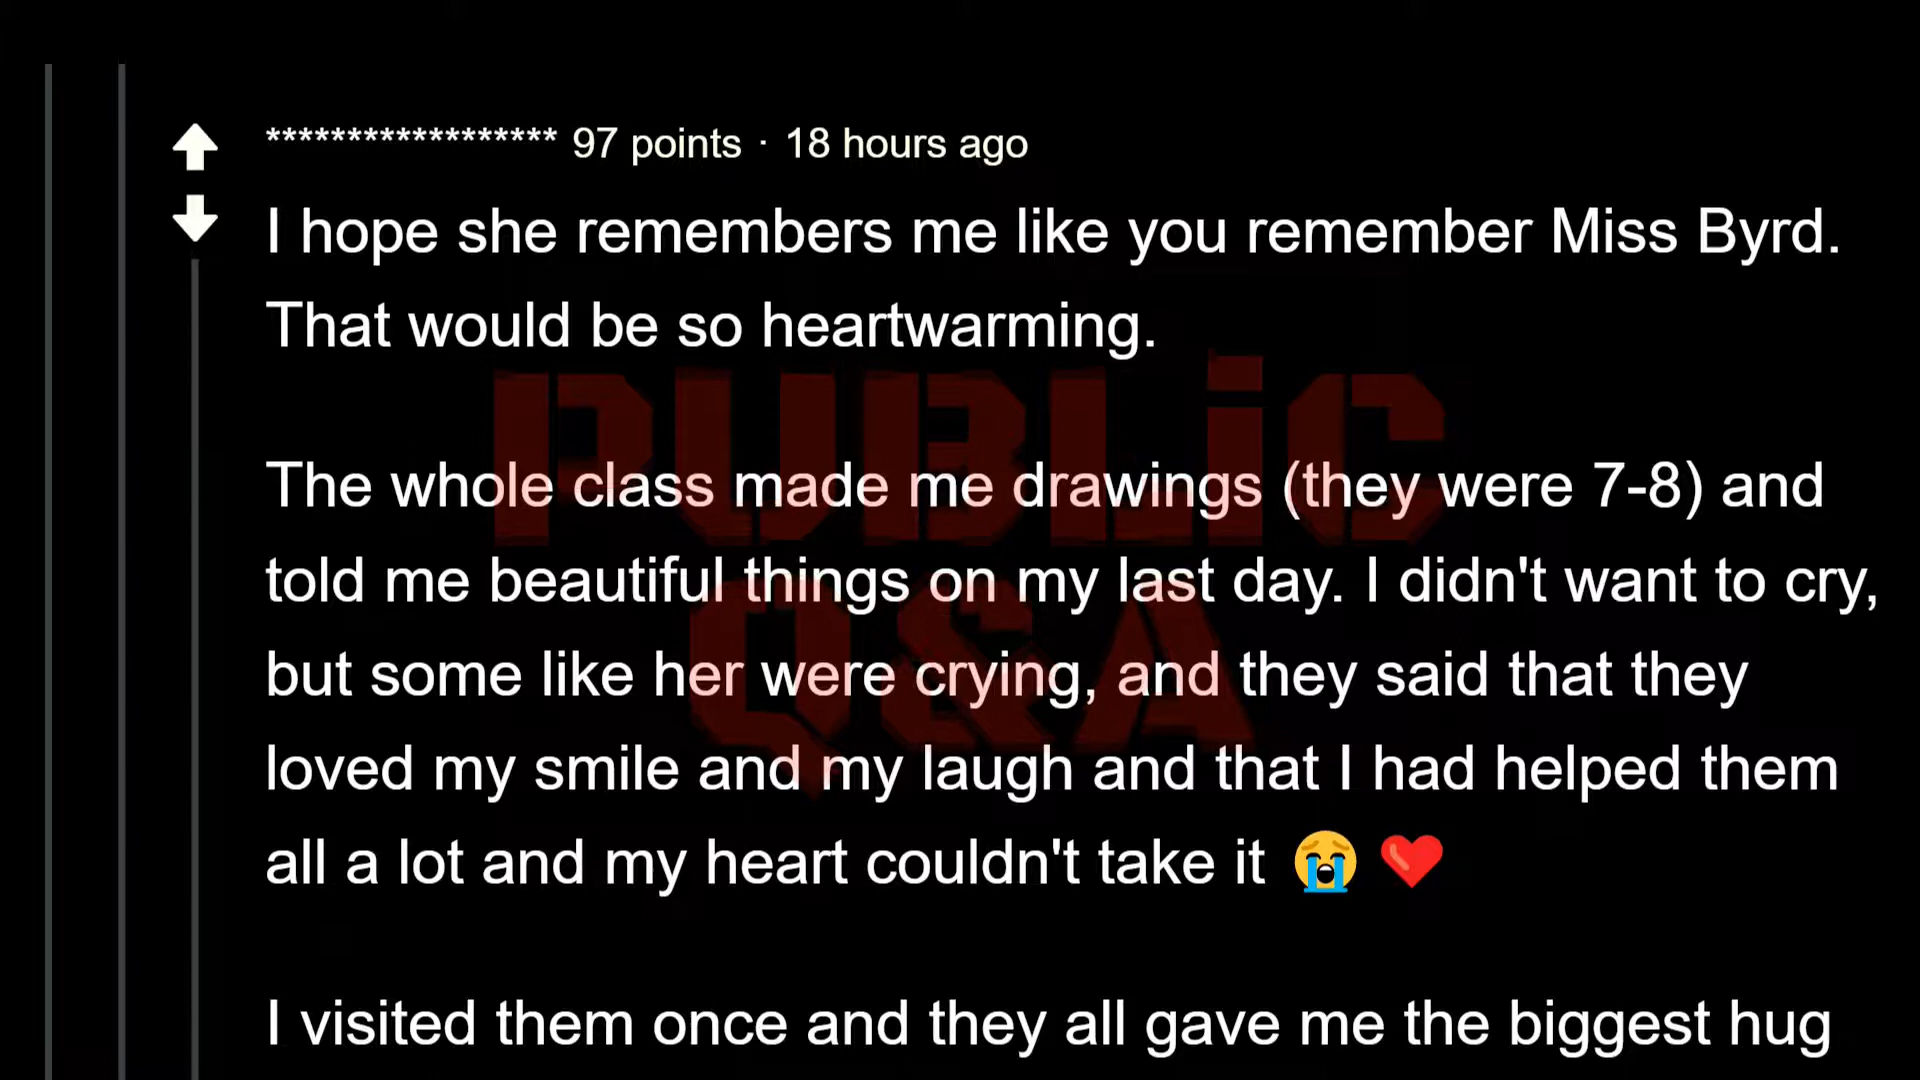 ****************** 97 points · 18 hours ago
I hope she remembers me like you remember Miss Byrd.
That would be so heartwarming.
PUBLiC
Q&A
The whole class made me drawings (they were 7-8) and
told me beautiful things on my last day. I didn't want to cry,
but some like her were crying, and they said that they
loved my smile and my laugh and that I had helped them
all a lot and my heart couldn't take it 😭 ❤️
I visited them once and they all gave me the biggest hug